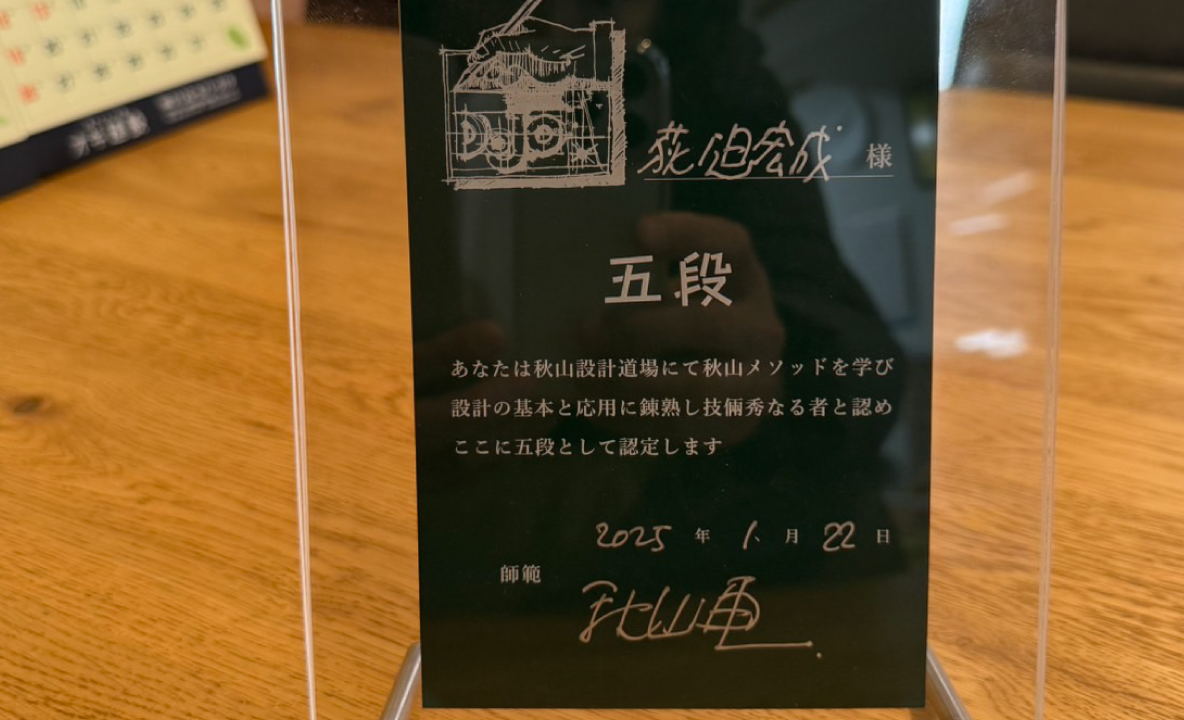 荻沼宏成 様
五段
あなたは秋山設計道場にて秋山メソッドを学び
設計の基本と応用に錬熟し技倆秀なる者と認め
ここに五段として認定します
2025 年 1 月 22 日
師範
秋山